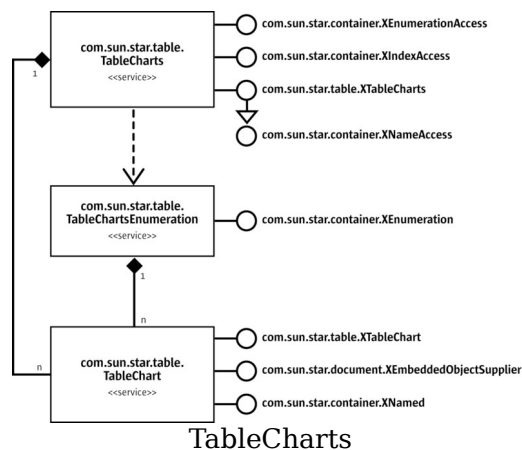 com.sun.star.table.
TableCharts
<<service>>
com.sun.star.container.XEnumerationAccess
com.sun.star.container.XIndexAccess
com.sun.star.table.XTableCharts
com.sun.star.container.XNameAccess
1
com.sun.star.table.
TableChartsEnumeration
<<service>>
com.sun.star.container.XEnumeration
1
n
com.sun.star.table.
TableChart
<<service>>
com.sun.star.table.XTableChart
com.sun.star.document.XEmbeddedObjectSupplier
com.sun.star.container.XNamed
n
TableCharts